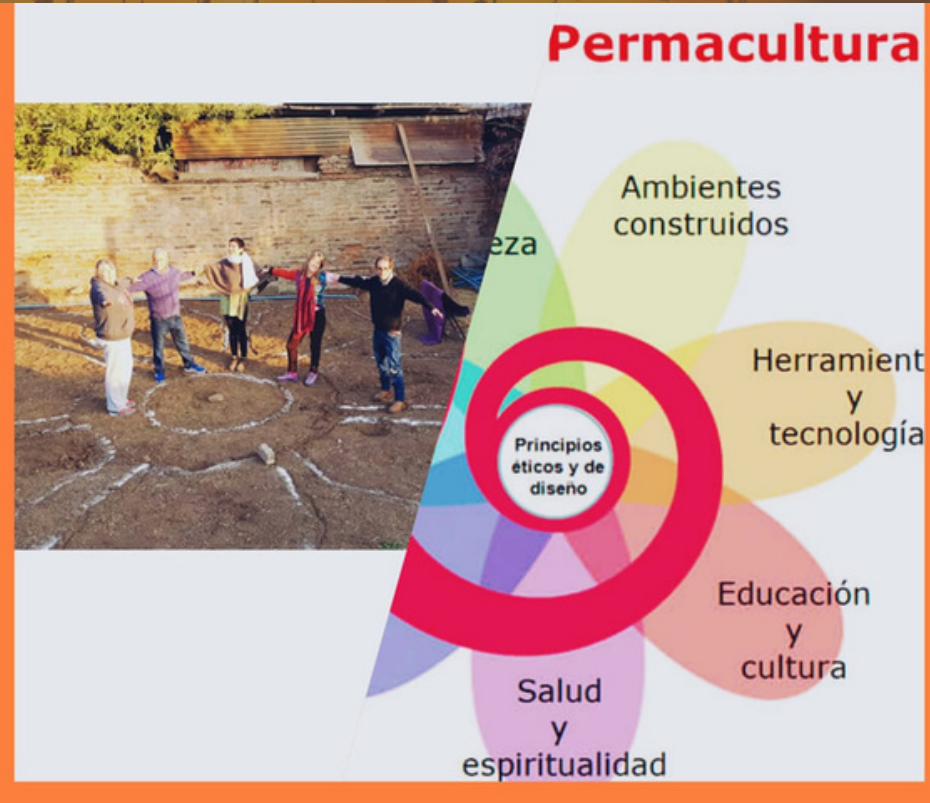 Permacultura
eza
Ambientes
construidos
Herramient
y
tecnología
Principios
éticos y de
diseño
Educación
y
cultura
Salud
y
espiritualidad